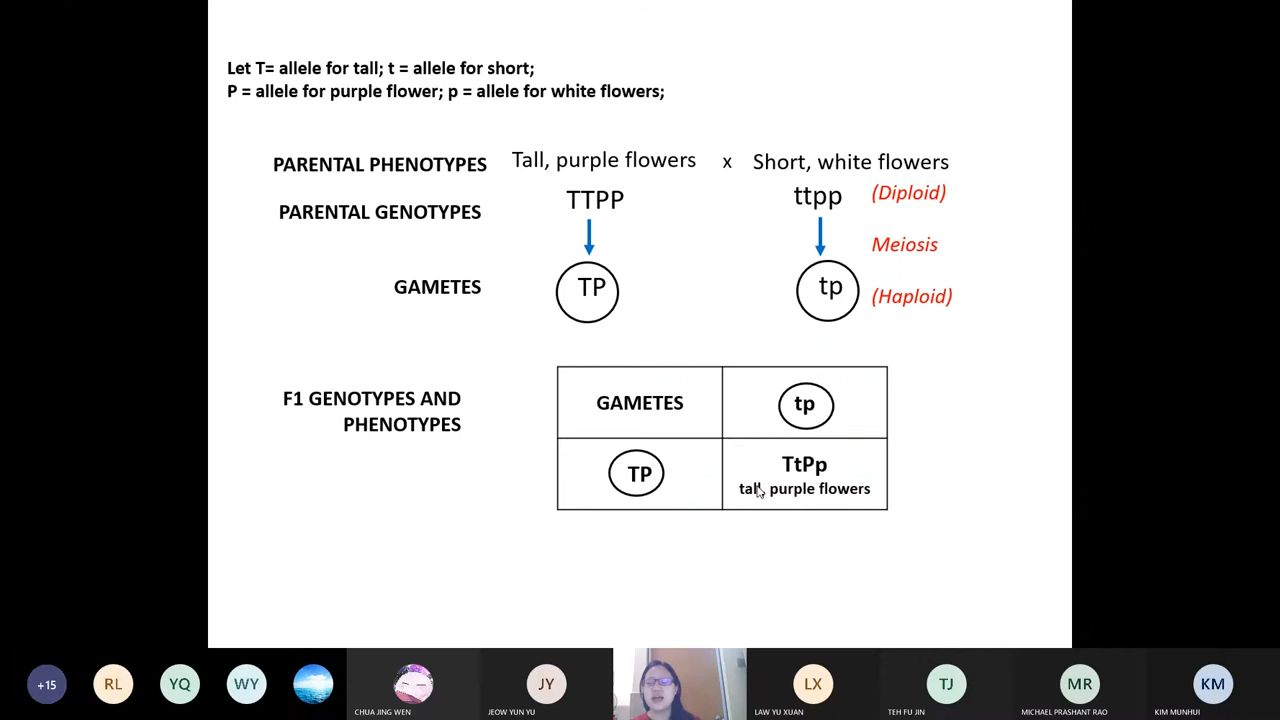 Let T= allele for tall; t = allele for short;
P = allele for purple flower; p = allele for white flowers;
PARENTAL PHENOTYPES Tall, purple flowers x Short, white flowers
PARENTAL GENOTYPES TTPP ttpp (Diploid)
Meiosis
GAMETES TP tp (Haploid)
F1 GENOTYPES AND
PHENOTYPES
GAMETES tp
TP TtPp
tall, purple flowers
+15 RL YQ WY JY LX TJ MR KM
CHUA JING WEN JEOW YUN YU LAW YU XUAN TEH FU JIN MICHAEL PRASHANT RAO KIM MUNHUI